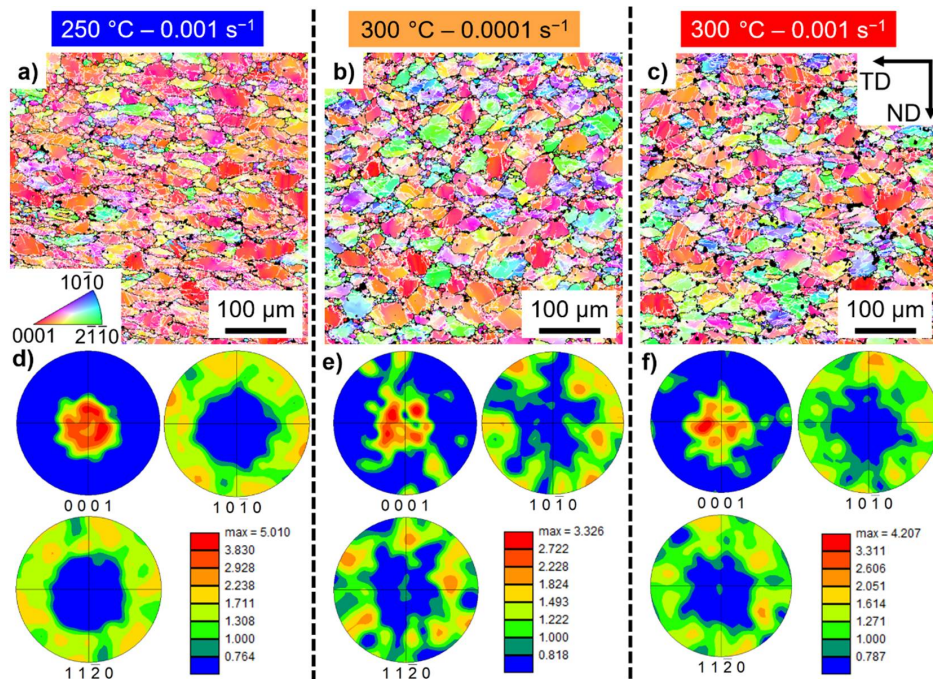 250 °C – 0.001 s⁻¹
300 °C – 0.0001 s⁻¹
300 °C – 0.001 s⁻¹
a)
b)
c)
TD
ND
101̅0
0001
21̅1̅0
100 µm
100 µm
100 µm
d)
e)
f)
0 0 0 1
1 0 1̅ 0
0 0 0 1
1 0 1̅ 0
0 0 0 1
1 0 1̅ 0
1 1 2̅ 0
max = 5.010
3.830
2.928
2.238
1.711
1.308
1.000
0.764
1 1 2̅ 0
max = 3.326
2.722
2.228
1.824
1.493
1.222
1.000
0.818
1 1 2̅ 0
max = 4.207
3.311
2.606
2.051
1.614
1.271
1.000
0.787